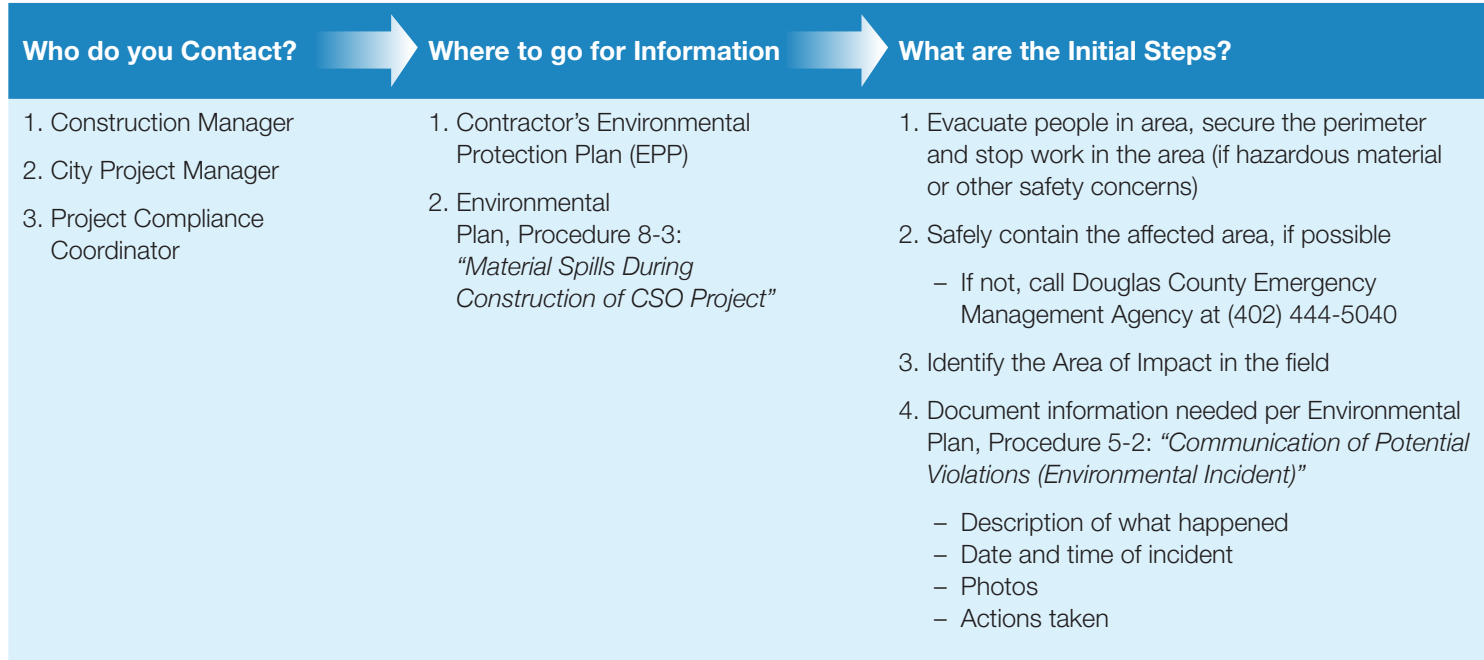 Who do you Contact?
Where to go for Information
What are the Initial Steps?
1. Construction Manager
2. City Project Manager
3. Project Compliance
Coordinator
1. Contractor’s Environmental
Protection Plan (EPP)
2. Environmental
Plan, Procedure 8-3:
“Material Spills During
Construction of CSO Project”
1. Evacuate people in area, secure the perimeter
and stop work in the area (if hazardous material
or other safety concerns)
2. Safely contain the affected area, if possible
– If not, call Douglas County Emergency
Management Agency at (402) 444-5040
3. Identify the Area of Impact in the field
4. Document information needed per Environmental
Plan, Procedure 5-2: “Communication of Potential
Violations (Environmental Incident)”
– Description of what happened
– Date and time of incident
– Photos
– Actions taken